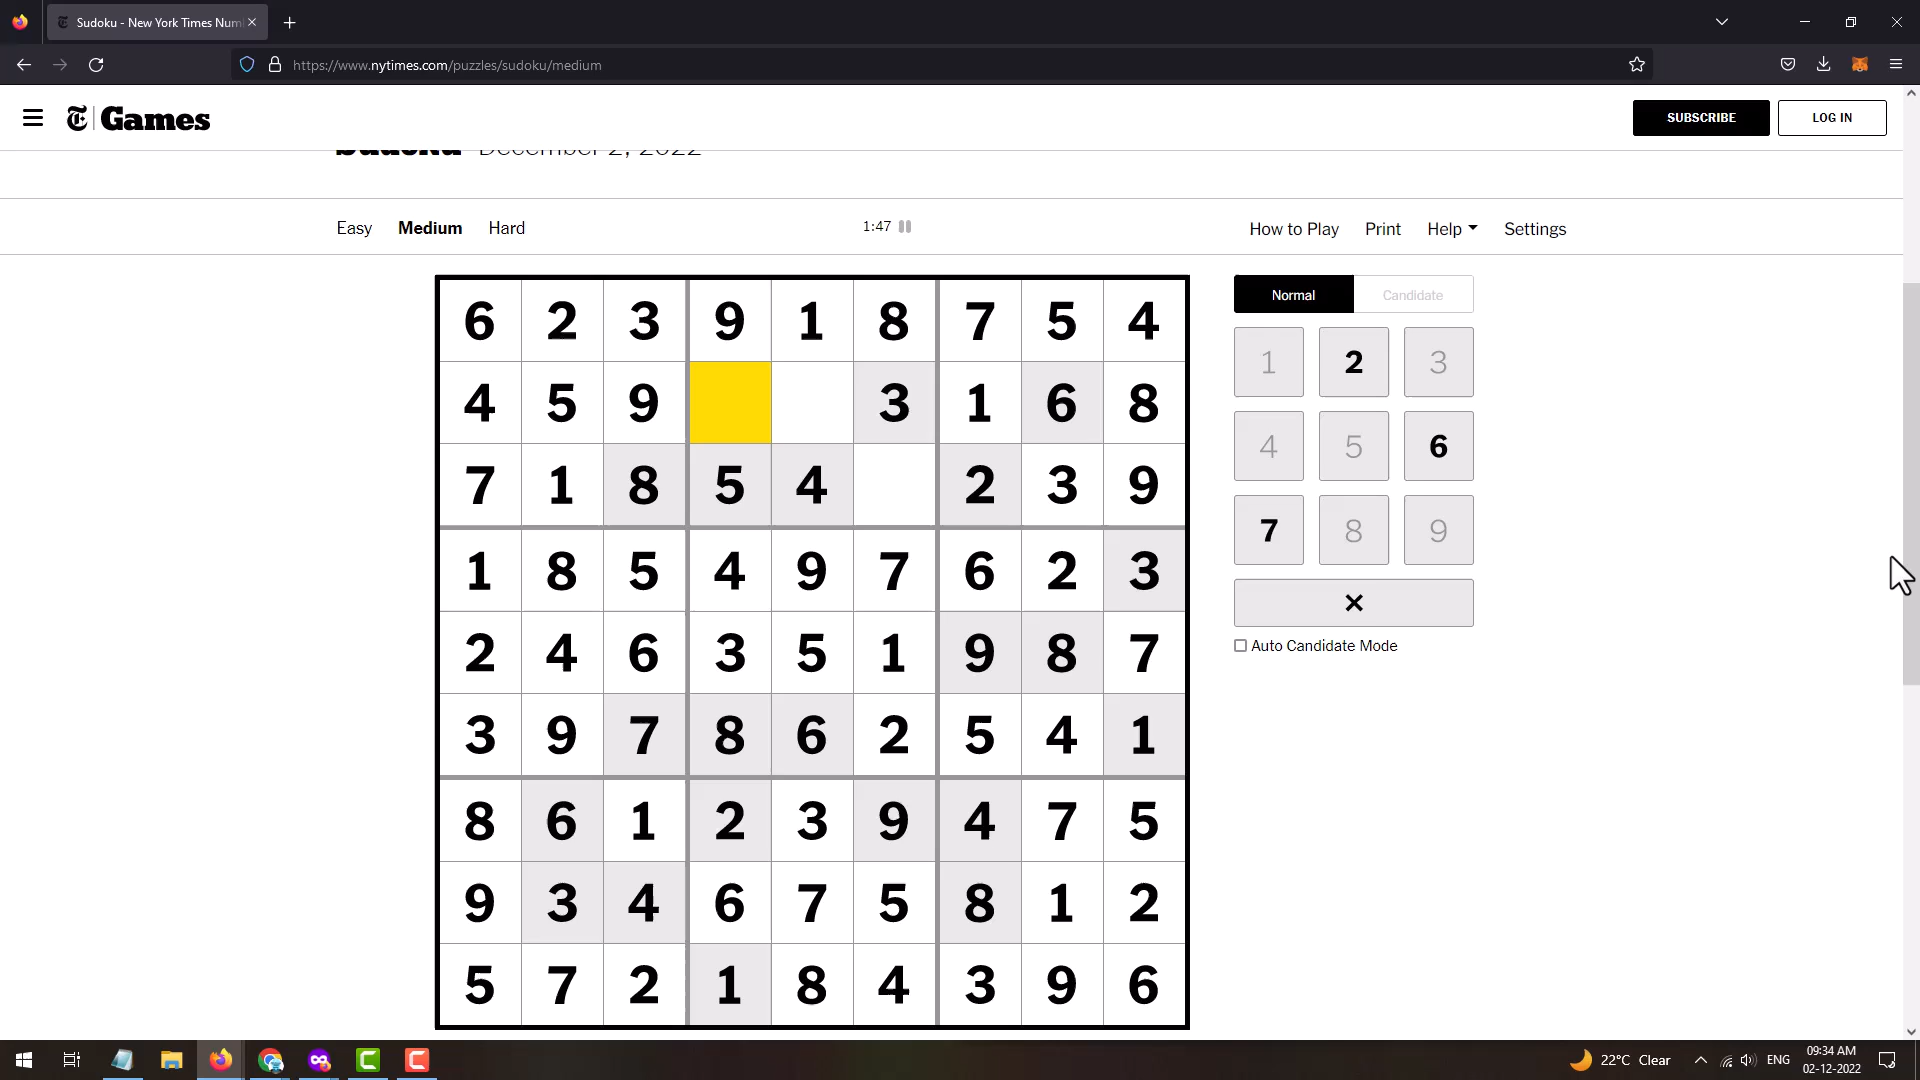 Sudoku - New York Times Num
https://www.nytimes.com/puzzles/sudoku/medium
Games
SUBSCRIBE
LOG IN
Sudoku December 2, 2022
Easy Medium Hard
1:47
How to Play Print Help Settings
6 2 3 9 1 8 7 5 4
4 5 9 3 1 6 8
7 1 8 5 4 2 3 9
1 8 5 4 9 7 6 2 3
2 4 6 3 5 1 9 8 7
3 9 7 8 6 2 5 4 1
8 6 1 2 3 9 4 7 5
9 3 4 6 7 5 8 1 2
5 7 2 1 8 4 3 9 6
Normal Candidate
1 2 3
4 5 6
7 8 9
Auto Candidate Mode
22°C Clear
ENG
09:34 AM
02-12-2022